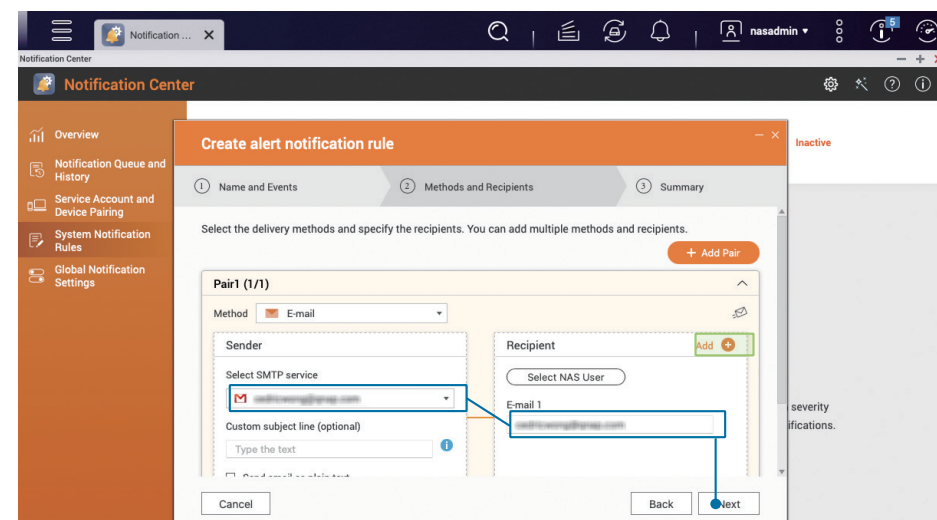 Notification ...
nasadmin
5
Notification Center
Notification Center
Overview
Notification Queue and
History
Service Account and
Device Pairing
System Notification
Rules
Global Notification
Settings
Create alert notification rule
Inactive
1 Name and Events
2 Methods and Recipients
3 Summary
Select the delivery methods and specify the recipients. You can add multiple methods and recipients.
+ Add Pair
Pair1 (1/1)
Method E-mail
Sender
Recipient
Add
Select SMTP service
Select NAS User
E-mail 1
Custom subject line (optional)
Type the text
severity
ifications.
Cancel
Back
Next